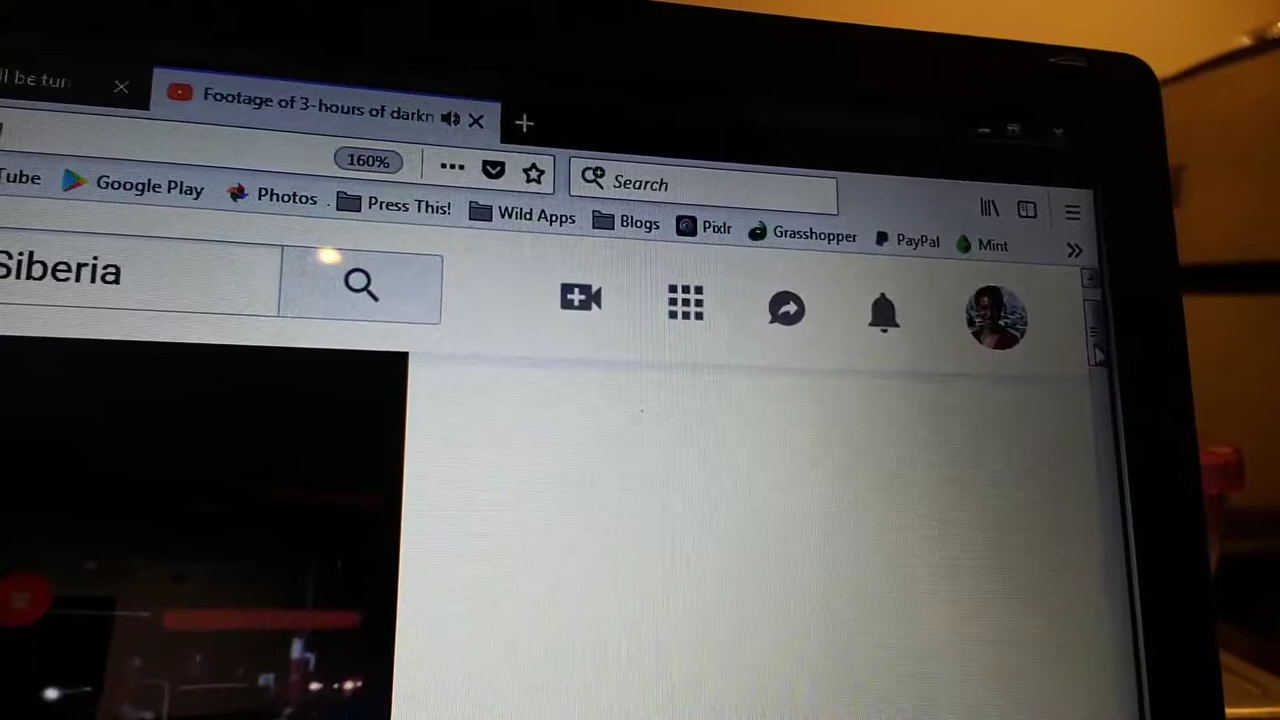 ll be tur
Footage of 3-hours of darkn
160%
Search
Tube Google Play Photos Press This! Wild Apps Blogs Pixlr Grasshopper PayPal Mint
Siberia